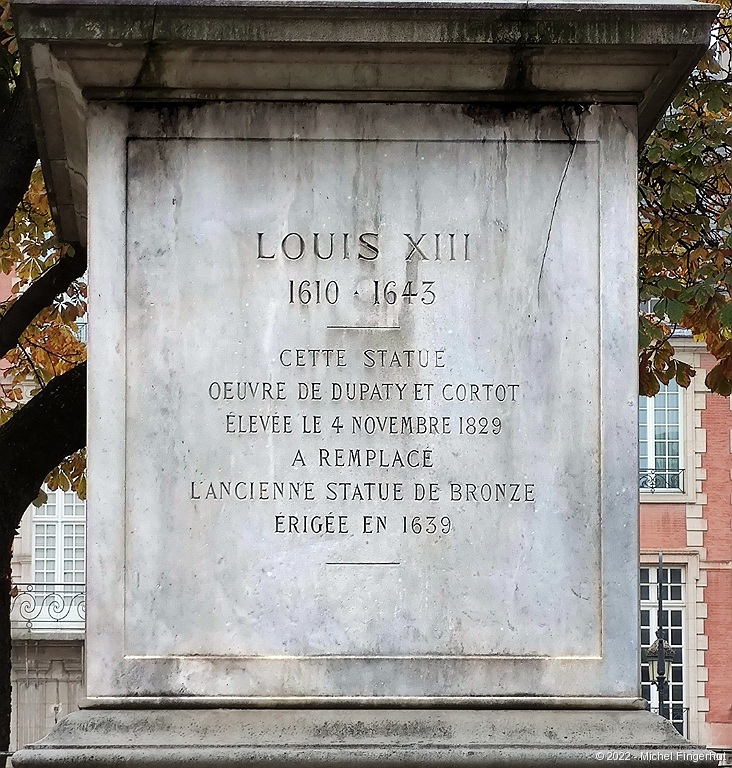 LOUIS XIII
1610 · 1643
CETTE STATUE
OEUVRE DE DUPATY ET CORTOT
ÉLEVÉE LE 4 NOVEMBRE 1829
A REMPLACÉ
L'ANCIENNE STATUE DE BRONZE
ÉRIGÉE EN 1639
© 2022 - Michel Fingerhut